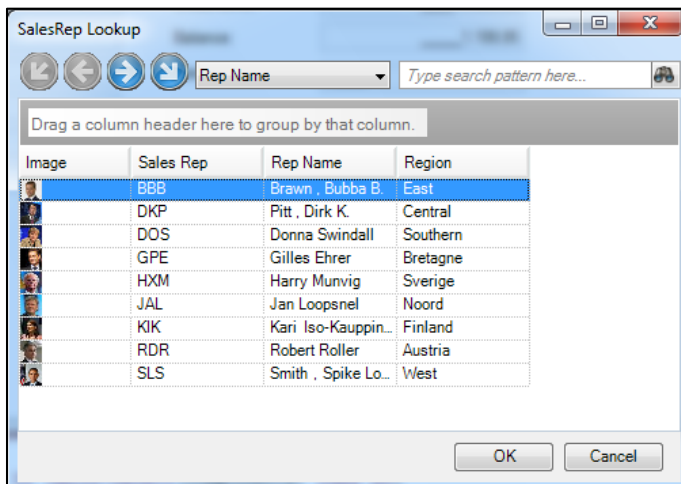 SalesRep Lookup
Rep Name Type search pattern here...
Drag a column header here to group by that column.
Image Sales Rep Rep Name Region
BBB Brawn , Bubba B. East
DKP Pitt , Dirk K. Central
DOS Donna Swindall Southern
GPE Gilles Ehrer Bretagne
HXM Harry Munvig Sverige
JAL Jan Loopsnel Noord
KIK Kari Iso-Kauppin... Finland
RDR Robert Roller Austria
SLS Smith , Spike Lo... West
OK Cancel